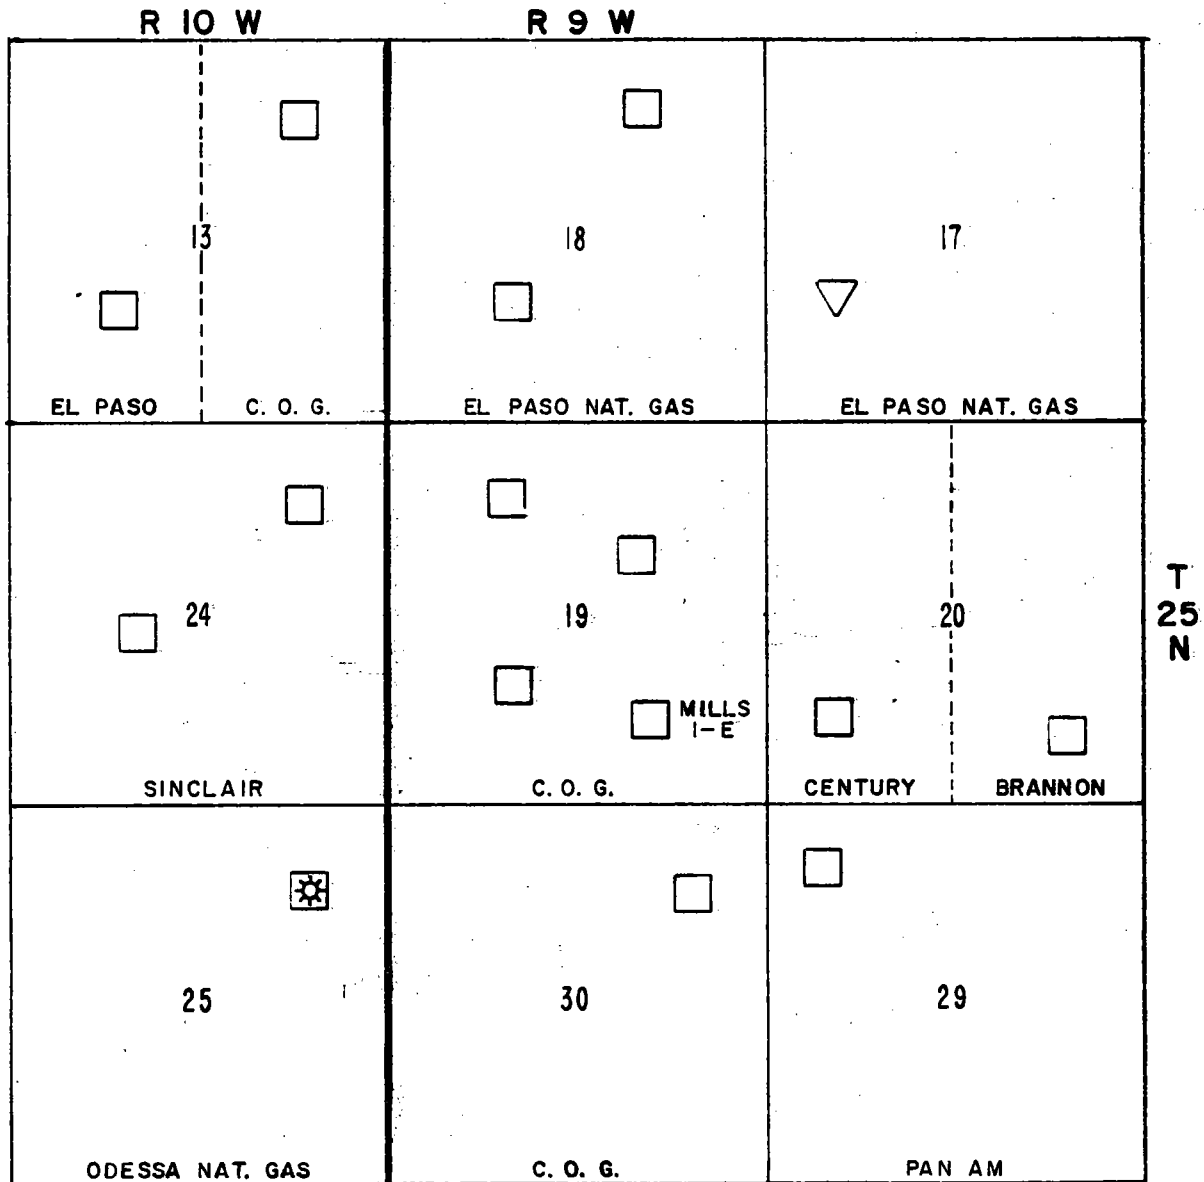 R 10 W R 9 W
13 18 17
EL PASO C. O. G. EL PASO NAT. GAS EL PASO NAT. GAS
24 19 20
MILLS
1-E
SINCLAIR C. O. G. CENTURY BRANNON
T
25
N
25 30 29
ODESSA NAT. GAS C. O. G. PAN AM